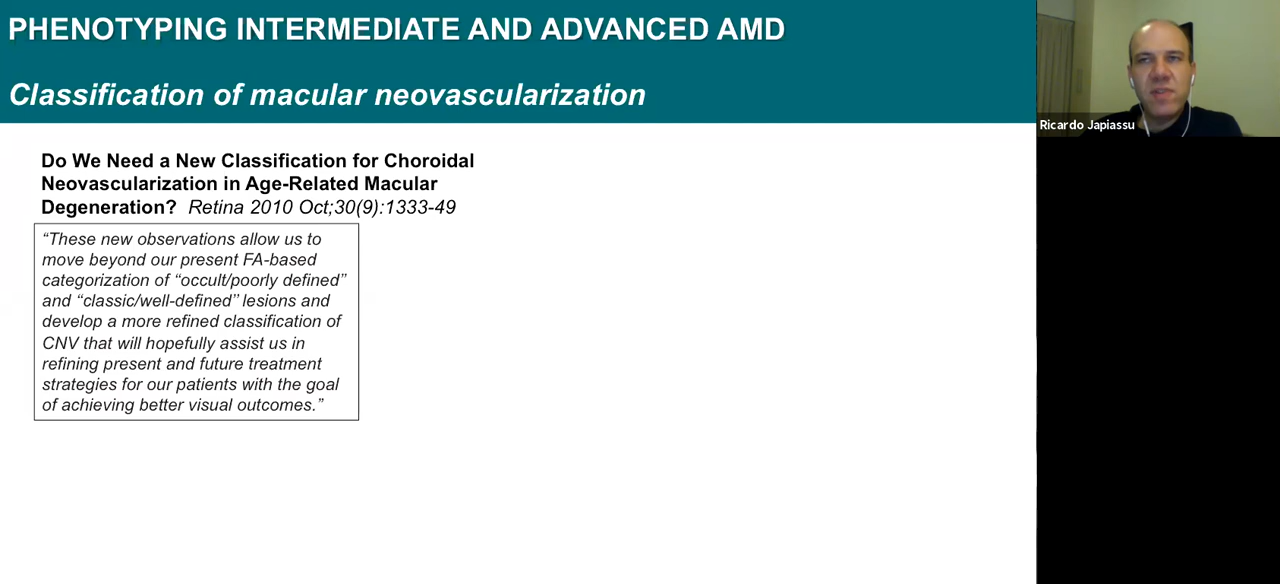 PHENOTYPING INTERMEDIATE AND ADVANCED AMD
Classification of macular neovascularization
Do We Need a New Classification for Choroidal
Neovascularization in Age-Related Macular
Degeneration? Retina 2010 Oct;30(9):1333-49
“These new observations allow us to
move beyond our present FA-based
categorization of “occult/poorly defined”
and “classic/well-defined” lesions and
develop a more refined classification of
CNV that will hopefully assist us in
refining present and future treatment
strategies for our patients with the goal
of achieving better visual outcomes.”
Ricardo Japiassu